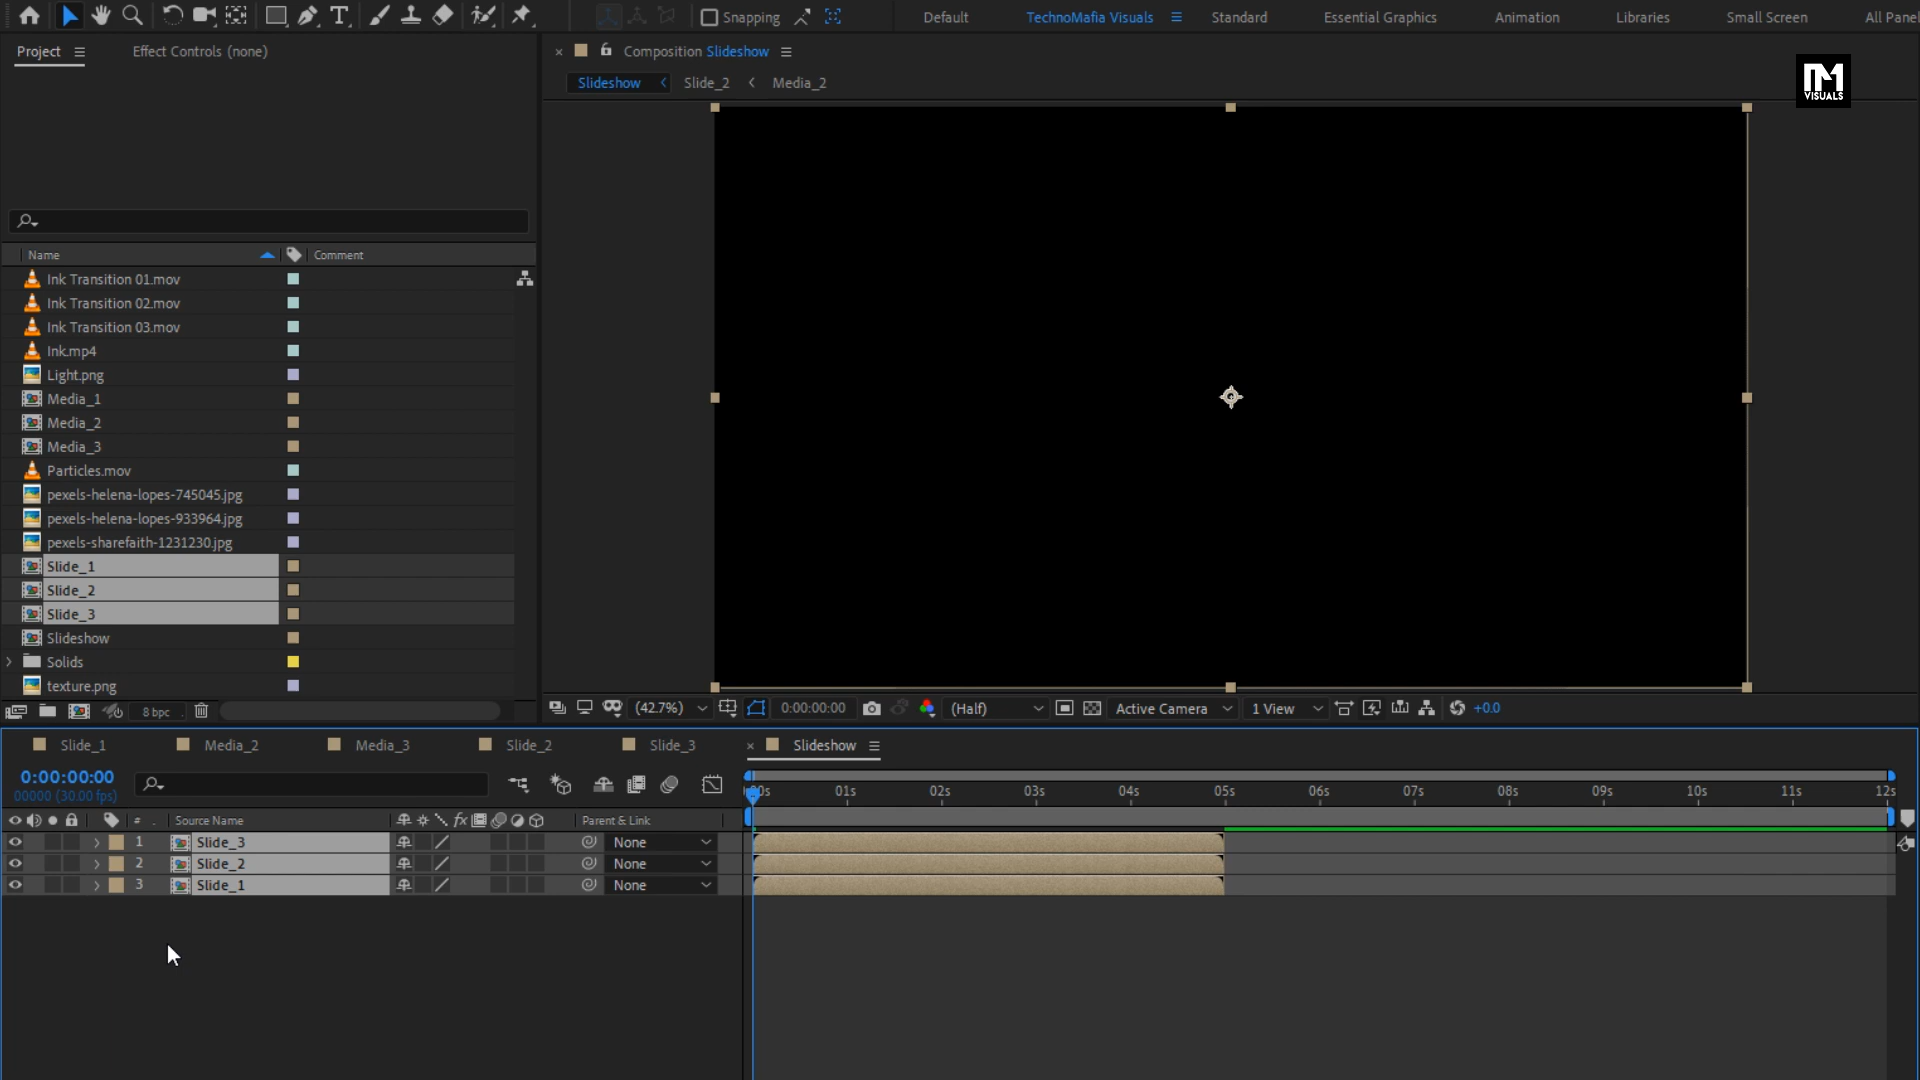 Snapping
Default
TechnoMafia Visuals
Standard
Essential Graphics
Animation
Libraries
Small Screen
All Pane
Project
Effect Controls (none)
Composition Slideshow
Slideshow
Slide_2
Media_2
VISUALS
Name
Comment
Ink Transition 01.mov
Ink Transition 02.mov
Ink Transition 03.mov
Ink.mp4
Light.png
Media_1
Media_2
Media_3
Particles.mov
pexels-helena-lopes-745045.jpg
pexels-helena-lopes-933964.jpg
pexels-sharefaith-1231230.jpg
Slide_1
Slide_2
Slide_3
Slideshow
Solids
texture.png
8 bpc
(42.7%)
0:00:00:00
(Half)
Active Camera
1 View
+0.0
Slide_1
Media_2
Media_3
Slide_2
Slide_3
Slideshow
0:00:00:00
00000 (30.00 fps)
01s
02s
03s
04s
05s
06s
07s
08s
09s
10s
11s
12s
# Source Name
fx
Parent & Link
1 Slide_3 None
2 Slide_2 None
3 Slide_1 None